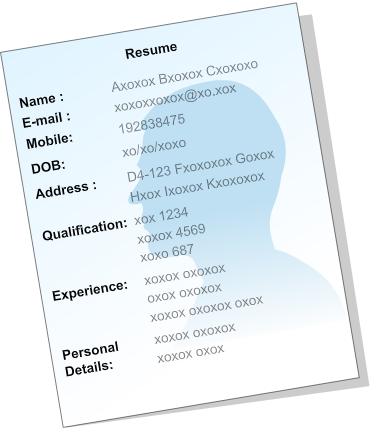 Resume
Name : Axoxox Bxoxox Cxoxoxo
E-mail : xoxoxxoxox@xo.xox
Mobile: 192838475
DOB: xo/xo/xoxo
Address : D4-123 Fxoxoxox Goxox
Hxox Ixoxox Kxoxoxox
Qualification: xox 1234
xoxox 4569
xoxo 687
Experience: xoxox oxoxox
oxox oxoxox
xoxox oxoxox oxox
Personal xoxox oxoxox
Details: xoxox oxox